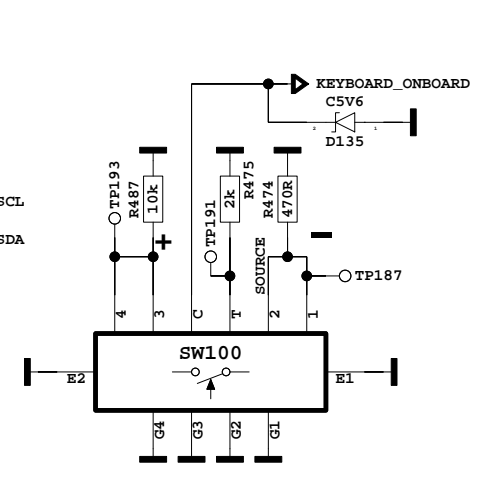 KEYBOARD_ONBOARD
C5V6
2
1
D135
SCL
SDA
TP193
R487
10k
TP191
2k
R475
R474
470R
+
SOURCE
TP187
4
3
C
T
2
1
SW100
E2
E1
G4
G3
G2
G1